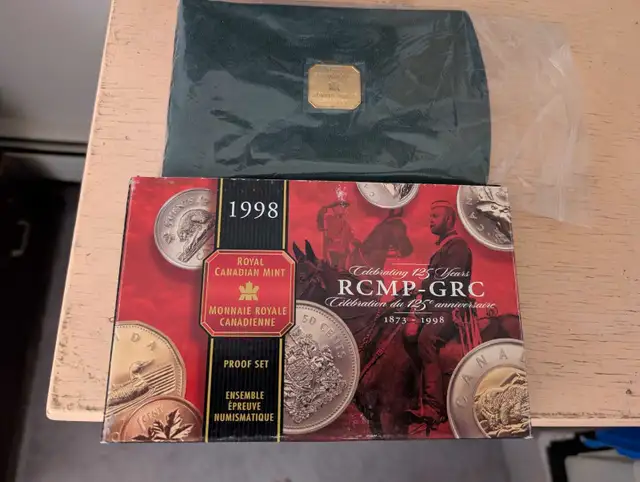 1998
ROYAL
CANADIAN MINT
MONNAIE ROYALE
CANADIENNE
PROOF SET
ENSEMBLE
ÉPREUVE
NUMISMATIQUE
Celebrating 125 Years
RCMP-GRC
Célébration du 125e anniversaire
1873 - 1998
50 CENTS
CANADA